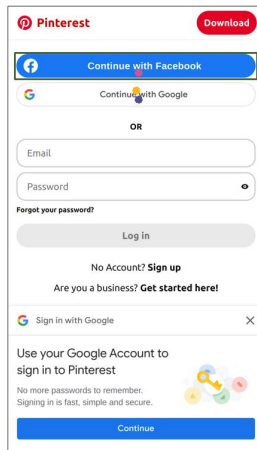 Pinterest
Download
Continue with Facebook
Continue with Google
OR
Email
Password
Forgot your password?
Log in
No Account? Sign up
Are you a business? Get started here!
Sign in with Google
Use your Google Account to
sign in to Pinterest
No more passwords to remember.
Signing in is fast, simple and secure.
Continue